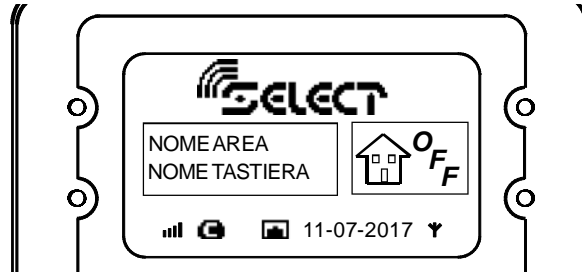 SELECT
NOME AREA
NOME TASTIERA
OFF
11-07-2017